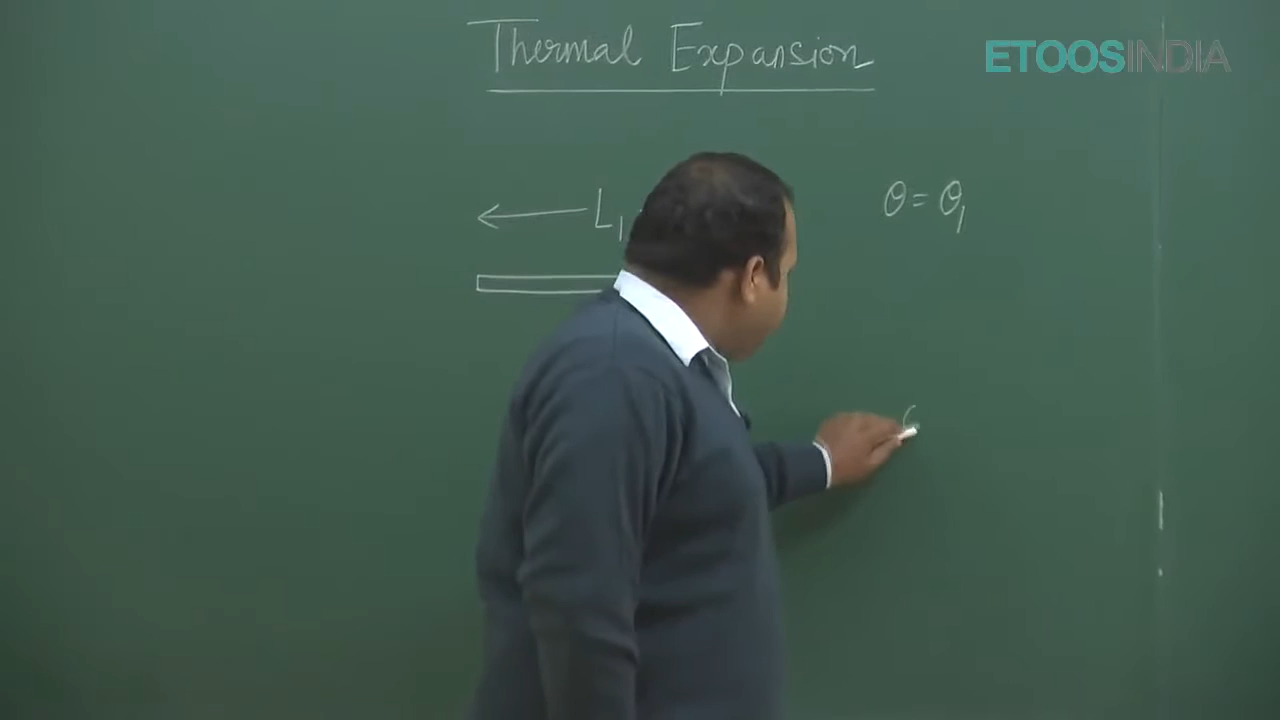 Thermal Expansion
ETOOSINDIA
L₁
θ = θ₁